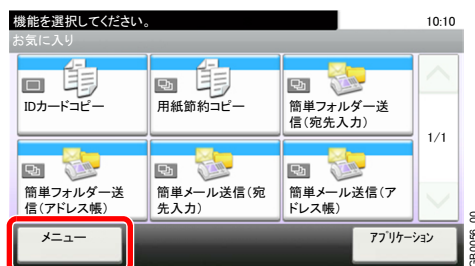 機能を選択してください。
10:10
お気に入り
IDカードコピー
用紙節約コピー
簡単フォルダー送
信(宛先入力)
1/1
簡単フォルダー送
信(アドレス帳)
簡単メール送信(宛
先入力)
簡単メール送信(ア
ドレス帳)
メニュー
アプリケーション